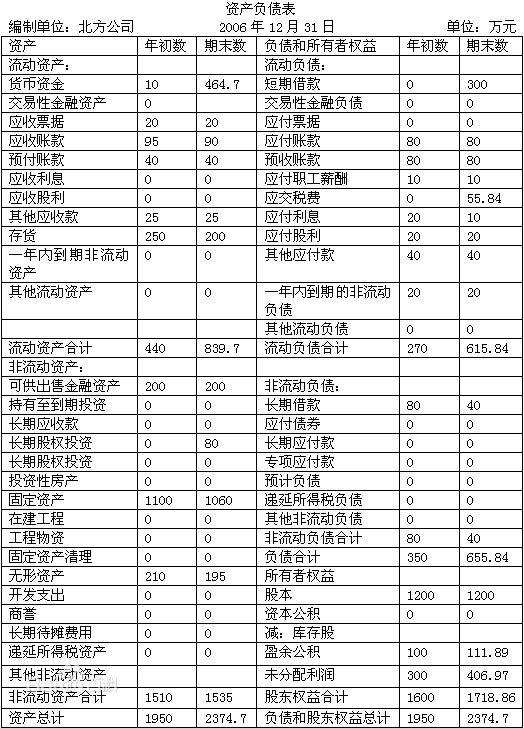 资产负债表
编制单位：北方公司 2006 年 12 月 31 日 单位：万元
资产 年初数 期末数 负债和所有者权益 年初数 期末数
流动资产： 流动负债：
货币资金 10 464.7 短期借款 0 300
交易性金融资产 0 交易性金融负债 0 0
应收票据 20 20 应付票据 0 0
应收账款 95 90 应付账款 80 80
预付账款 40 40 预收账款 80 80
应收利息 0 0 应付职工薪酬 10 10
应收股利 0 0 应交税费 0 55.84
其他应收款 25 25 应付利息 20 10
存货 250 200 应付股利 20 20
一年内到期非流动 0 0 其他应付款 40 40
资产
其他流动资产 0 0 一年内到期的非流动 20 20
负债
其他流动负债 0 0
流动资产合计 440 839.7 流动负债合计 270 615.84
非流动资产：
可供出售金融资产 200 200 非流动负债：
持有至到期投资 0 0 长期借款 80 40
长期应收款 0 0 应付债券 0 0
长期股权投资 0 80 长期应付款 0 0
长期股权投资 0 0 专项应付款 0 0
投资性房产 0 0 预计负债 0 0
固定资产 1100 1060 递延所得税负债 0 0
在建工程 0 0 其他非流动负债 0 0
工程物资 0 0 非流动负债合计 80 40
固定资产清理 0 0 负债合计 350 655.84
无形资产 210 195 所有者权益
开发支出 0 0 股本 1200 1200
商誉 0 0 资本公积 0 0
长期待摊费用 0 0 减：库存股
递延所得税资产 0 0 盈余公积 100 111.89
其他非流动资产 0 0 未分配利润 300 406.97
非流动资产合计 1510 1535 股东权益合计 1600 1718.86
资产总计 1950 2374.7 负债和股东权益总计 1950 2374.7